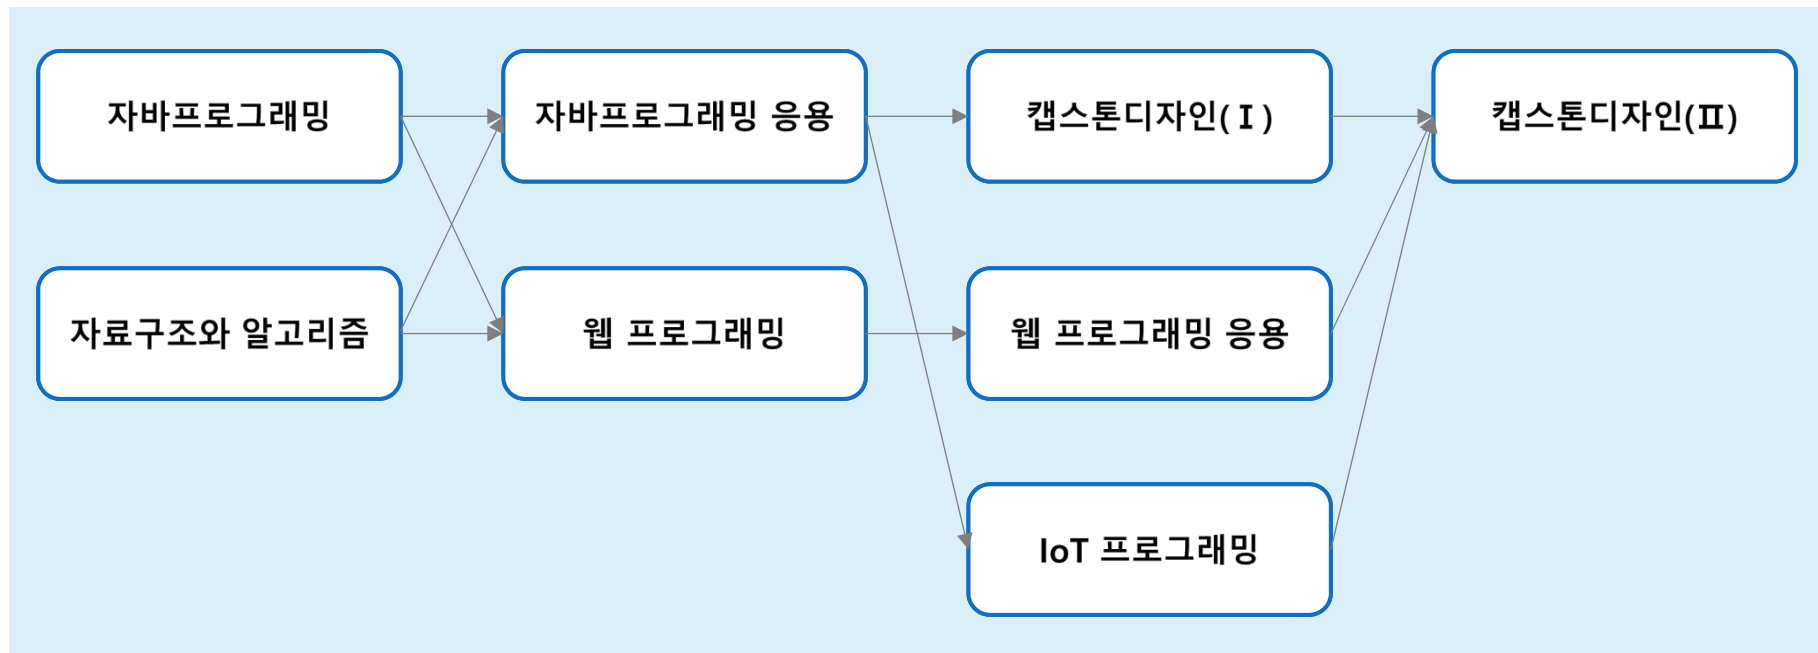 자바프로그래밍
자바프로그래밍 응용
캡스톤디자인(Ⅰ)
캡스톤디자인(Ⅱ)
자료구조와 알고리즘
웹 프로그래밍
웹 프로그래밍 응용
IoT 프로그래밍